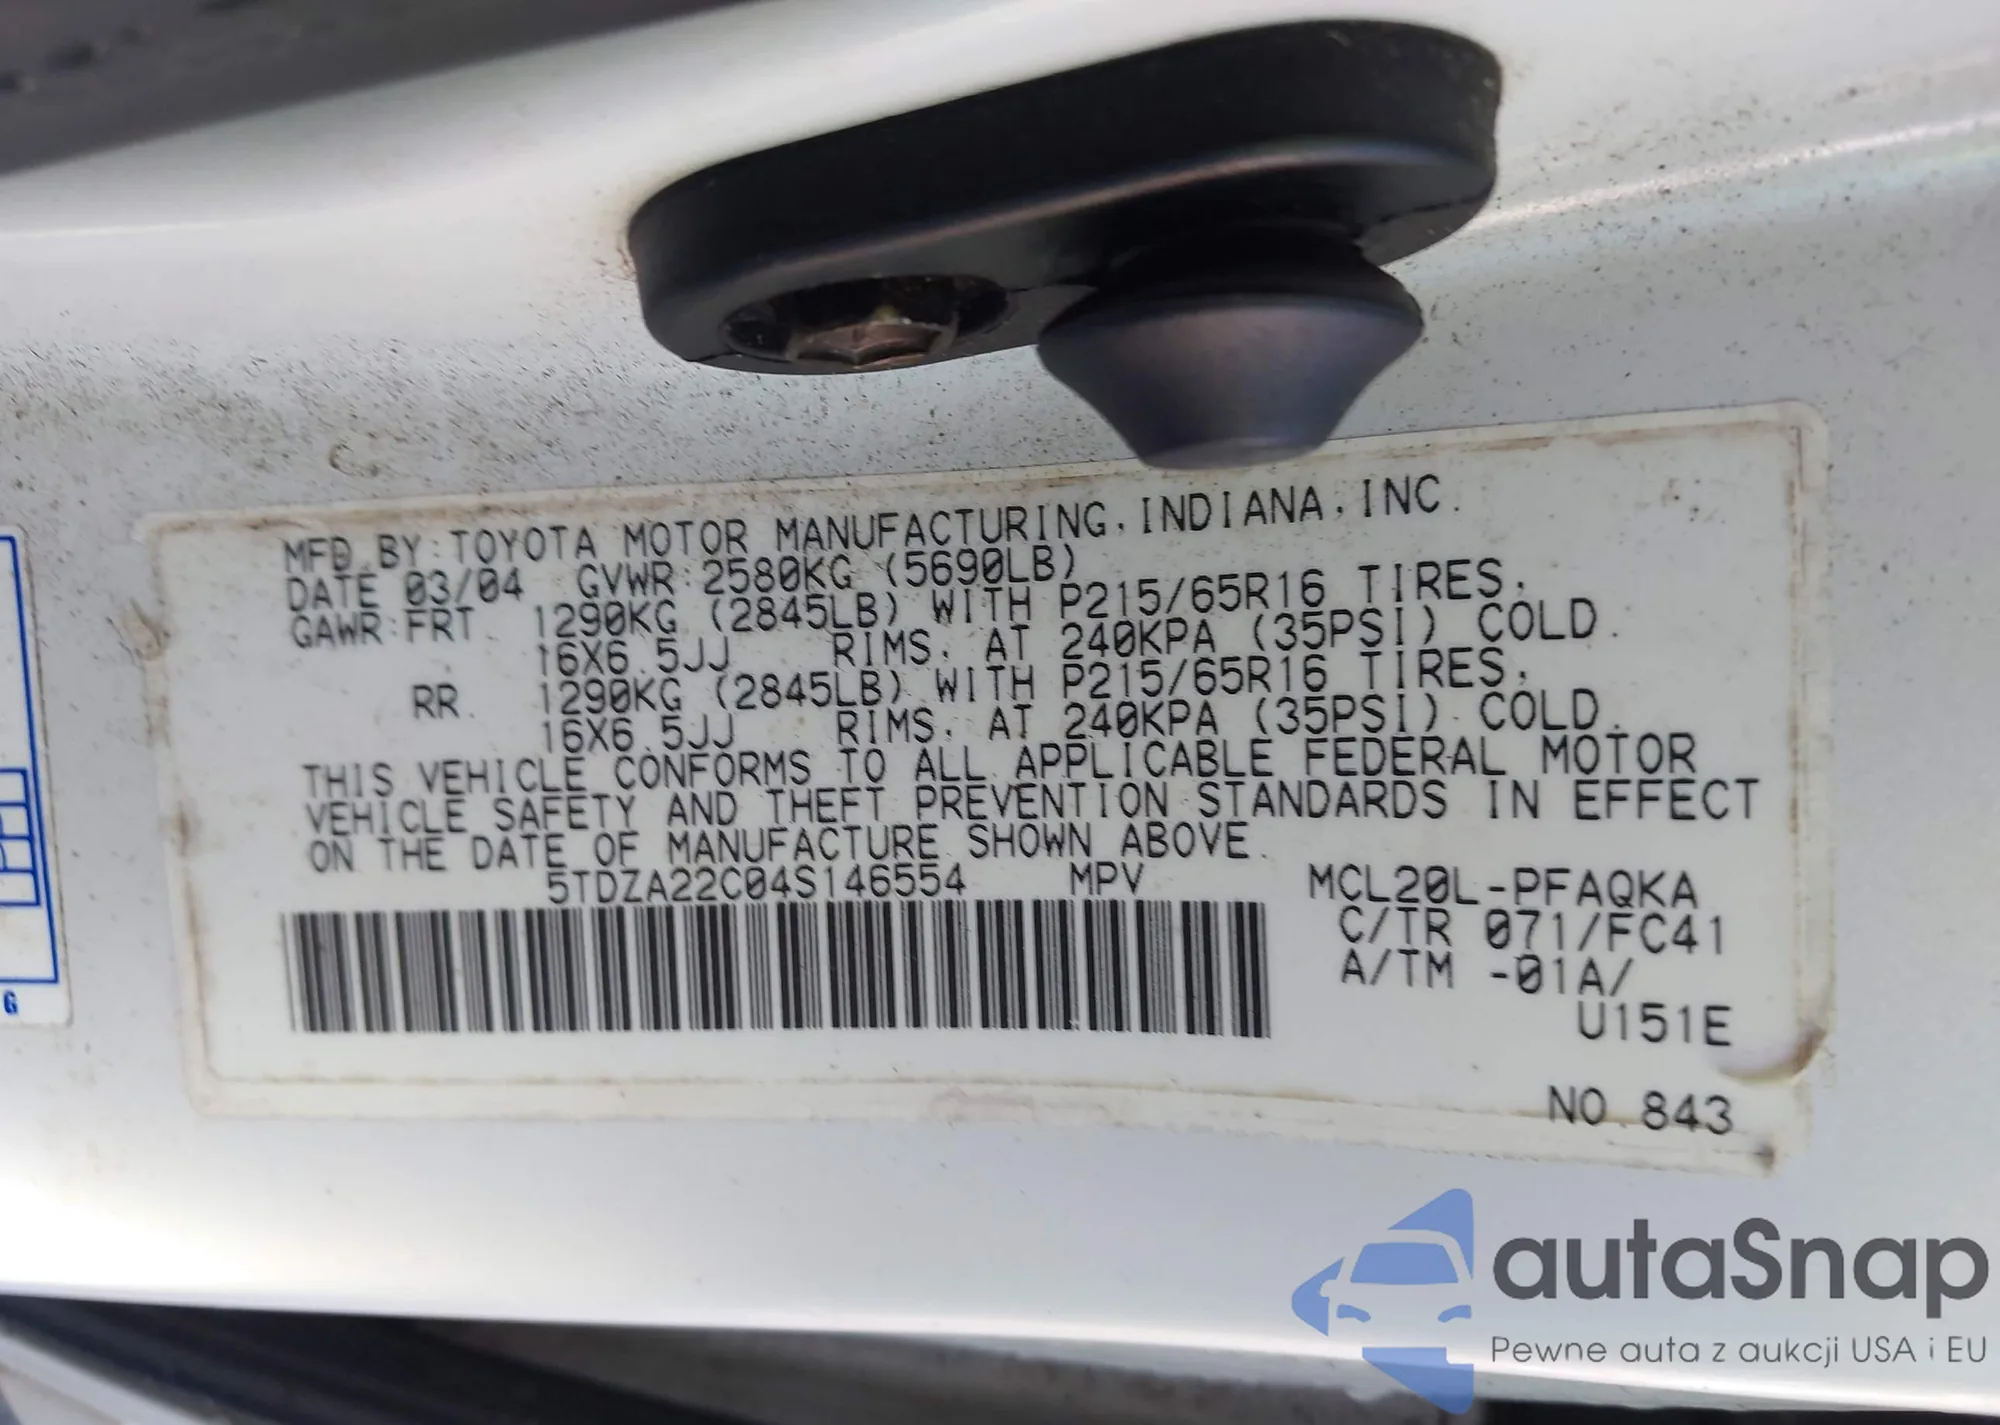 MFD.BY:TOYOTA MOTOR MANUFACTURING,INDIANA,INC.
DATE 03/04 GVWR:2580KG (5690LB)
GAWR:FRT. 1290KG (2845LB) WITH P215/65R16 TIRES,
16X6.5JJ RIMS, AT 240KPA (35PSI) COLD.
RR. 1290KG (2845LB) WITH P215/65R16 TIRES,
16X6.5JJ RIMS, AT 240KPA (35PSI) COLD.
THIS VEHICLE CONFORMS TO ALL APPLICABLE FEDERAL MOTOR
VEHICLE SAFETY AND THEFT PREVENTION STANDARDS IN EFFECT
ON THE DATE OF MANUFACTURE SHOWN ABOVE.
5TDZA22C04S146554 MPV
MCL20L-PFAQKA
C/TR 071/FC41
A/TM -01A/
U151E
NO.843
G
autaSnap
Pewne auta z aukcji USA i EU